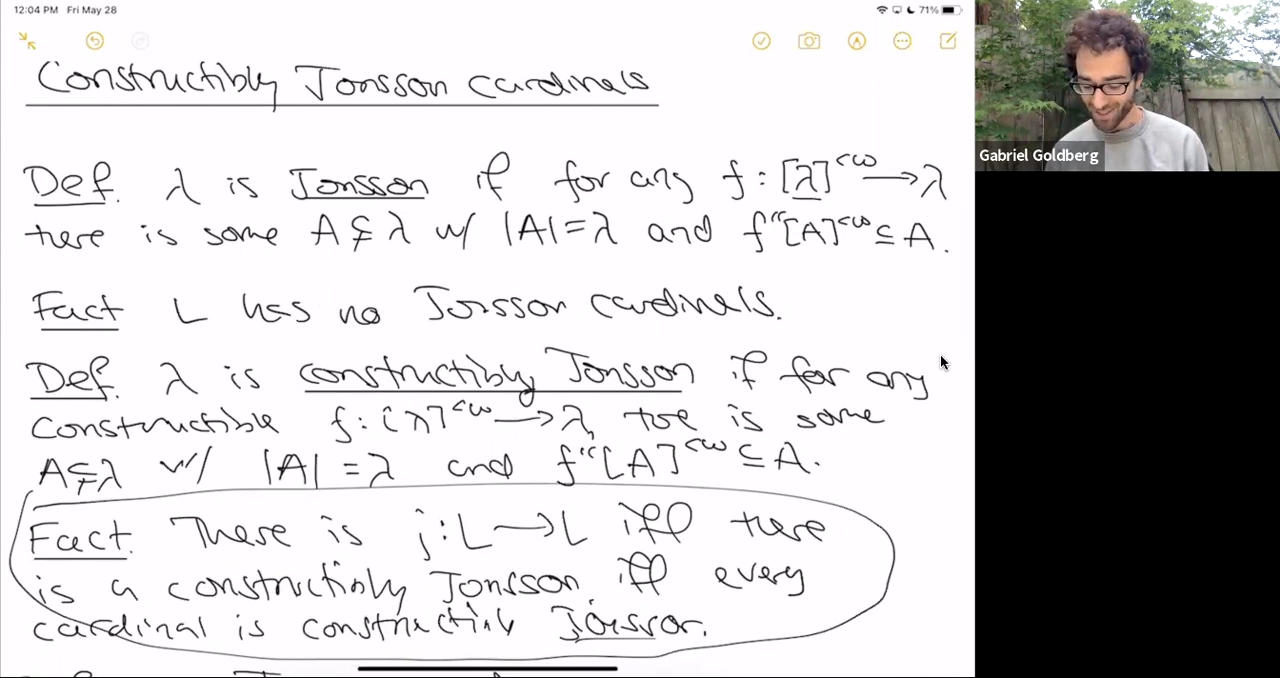 12:04 PM Fri May 28
71%
Constructibly Jonsson cardinals
Def. λ is Jonsson if for any f : [λ]^{<ω} → λ
there is some A ⊊ λ w/ |A| = λ and f"[A]^{<ω} ⊆ A.
Fact L has no Jonsson cardinals.
Def. λ is constructibly Jonsson if for any
constructible f : [λ]^{<ω} → λ, there is some
A ⊊ λ w/ |A| = λ and f"[A]^{<ω} ⊆ A.
Fact. There is j : L → L iff there
is a constructibly Jonsson iff every
cardinal is constructibly Jonsson.
Gabriel Goldberg